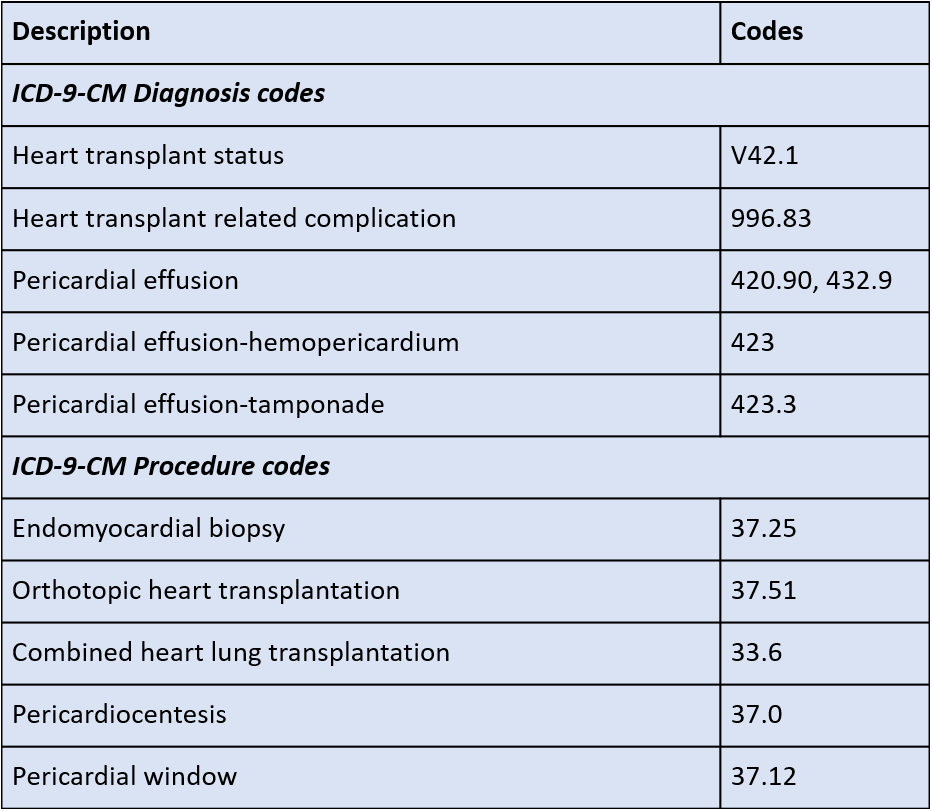 Description Codes
ICD-9-CM Diagnosis codes
Heart transplant status V42.1
Heart transplant related complication 996.83
Pericardial effusion 420.90, 432.9
Pericardial effusion-hemopericardium 423
Pericardial effusion-tamponade 423.3
ICD-9-CM Procedure codes
Endomyocardial biopsy 37.25
Orthotopic heart transplantation 37.51
Combined heart lung transplantation 33.6
Pericardiocentesis 37.0
Pericardial window 37.12